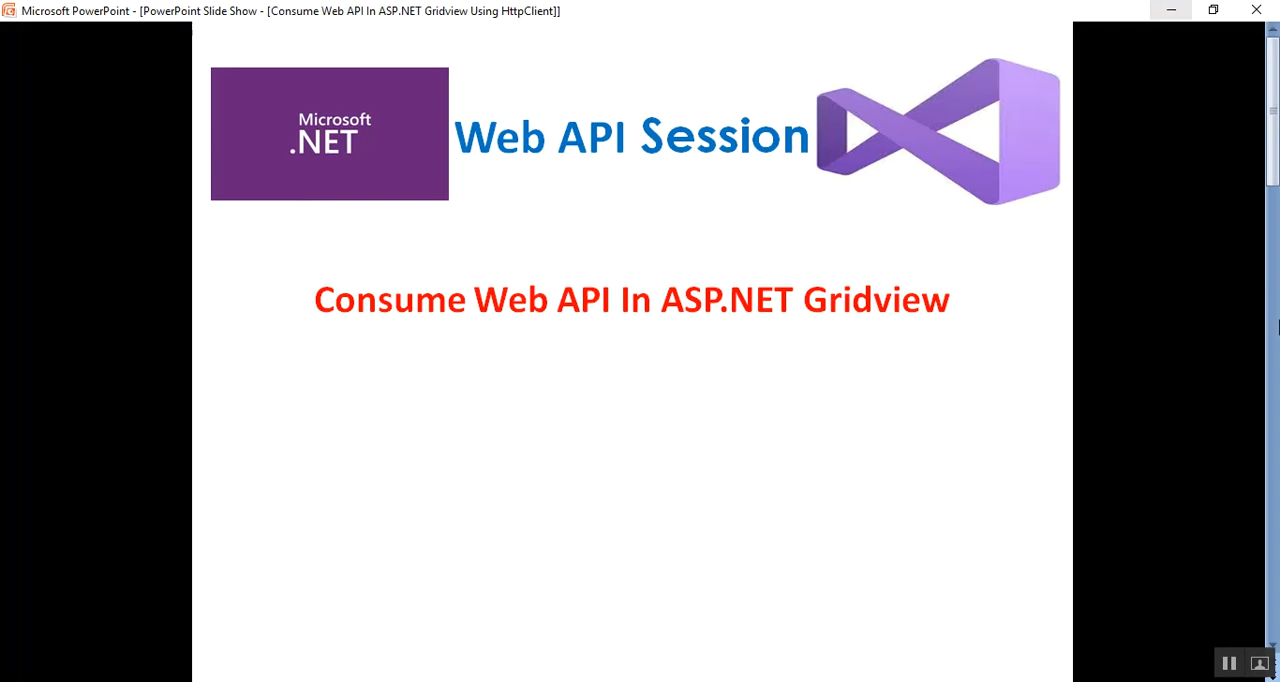 Microsoft PowerPoint - [PowerPoint Slide Show - [Consume Web API In ASP.NET Gridview Using HttpClient]]
Microsoft
.NET
Web API Session
Consume Web API In ASP.NET Gridview